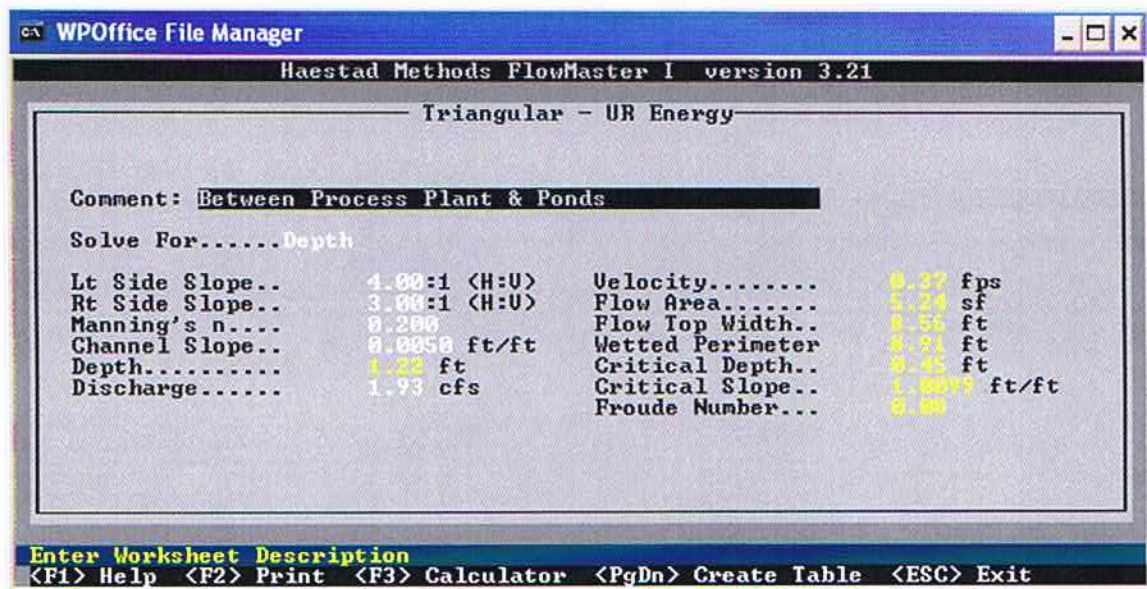 WPOffice File Manager
Haestad Methods FlowMaster I version 3.21
Triangular - UR Energy
Comment: Between Process Plant & Ponds
Solve For......Depth
Lt Side Slope.. 4.00:1 (H:V)
Rt Side Slope.. 3.00:1 (H:V)
Manning's n.... 0.200
Channel Slope.. 0.0050 ft/ft
Depth.......... 1.22 ft
Discharge...... 1.93 cfs
Velocity........ 0.37 fps
Flow Area....... 5.24 sf
Flow Top Width.. 8.56 ft
Wetted Perimeter 8.91 ft
Critical Depth.. 0.45 ft
Critical Slope.. 1.0099 ft/ft
Froude Number... 0.08
Enter Worksheet Description
<F1> Help <F2> Print <F3> Calculator <PgDn> Create Table <ESC> Exit